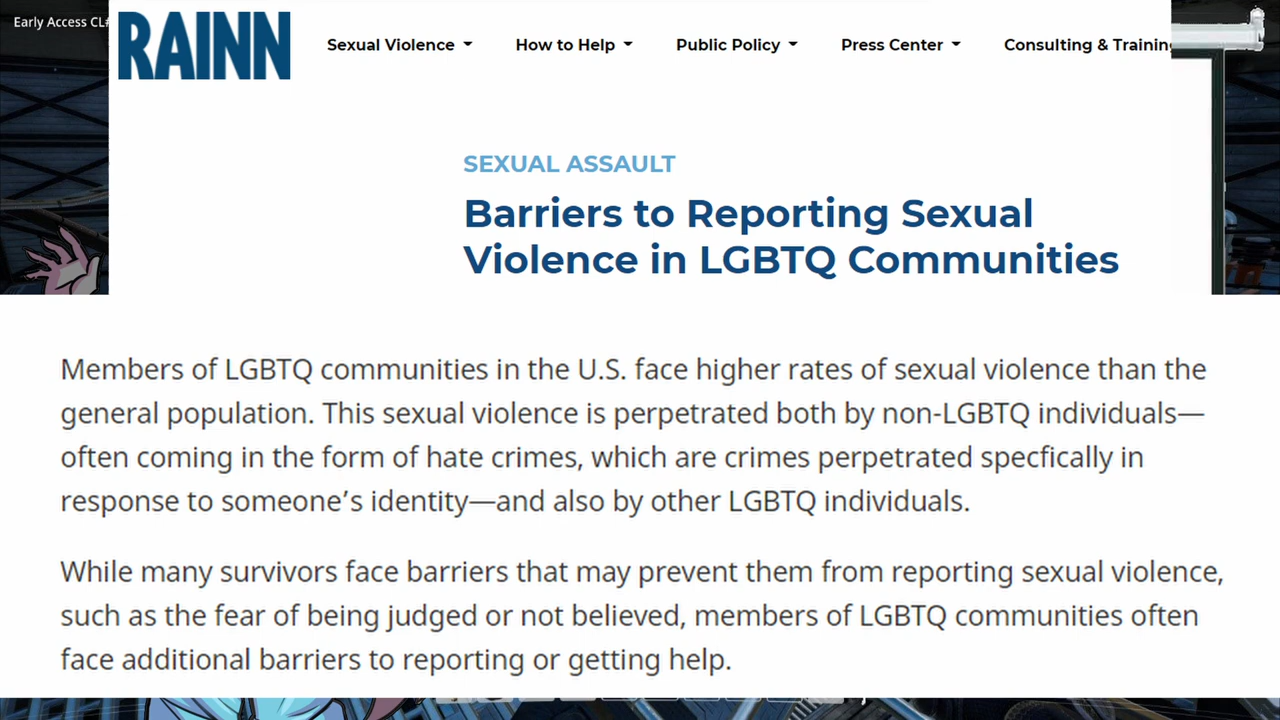 Early Access CL#
RAINN
Sexual Violence
How to Help
Public Policy
Press Center
Consulting & Training
SEXUAL ASSAULT
Barriers to Reporting Sexual
Violence in LGBTQ Communities
Members of LGBTQ communities in the U.S. face higher rates of sexual violence than the
general population. This sexual violence is perpetrated both by non-LGBTQ individuals—
often coming in the form of hate crimes, which are crimes perpetrated specfically in
response to someone’s identity—and also by other LGBTQ individuals.
While many survivors face barriers that may prevent them from reporting sexual violence,
such as the fear of being judged or not believed, members of LGBTQ communities often
face additional barriers to reporting or getting help.